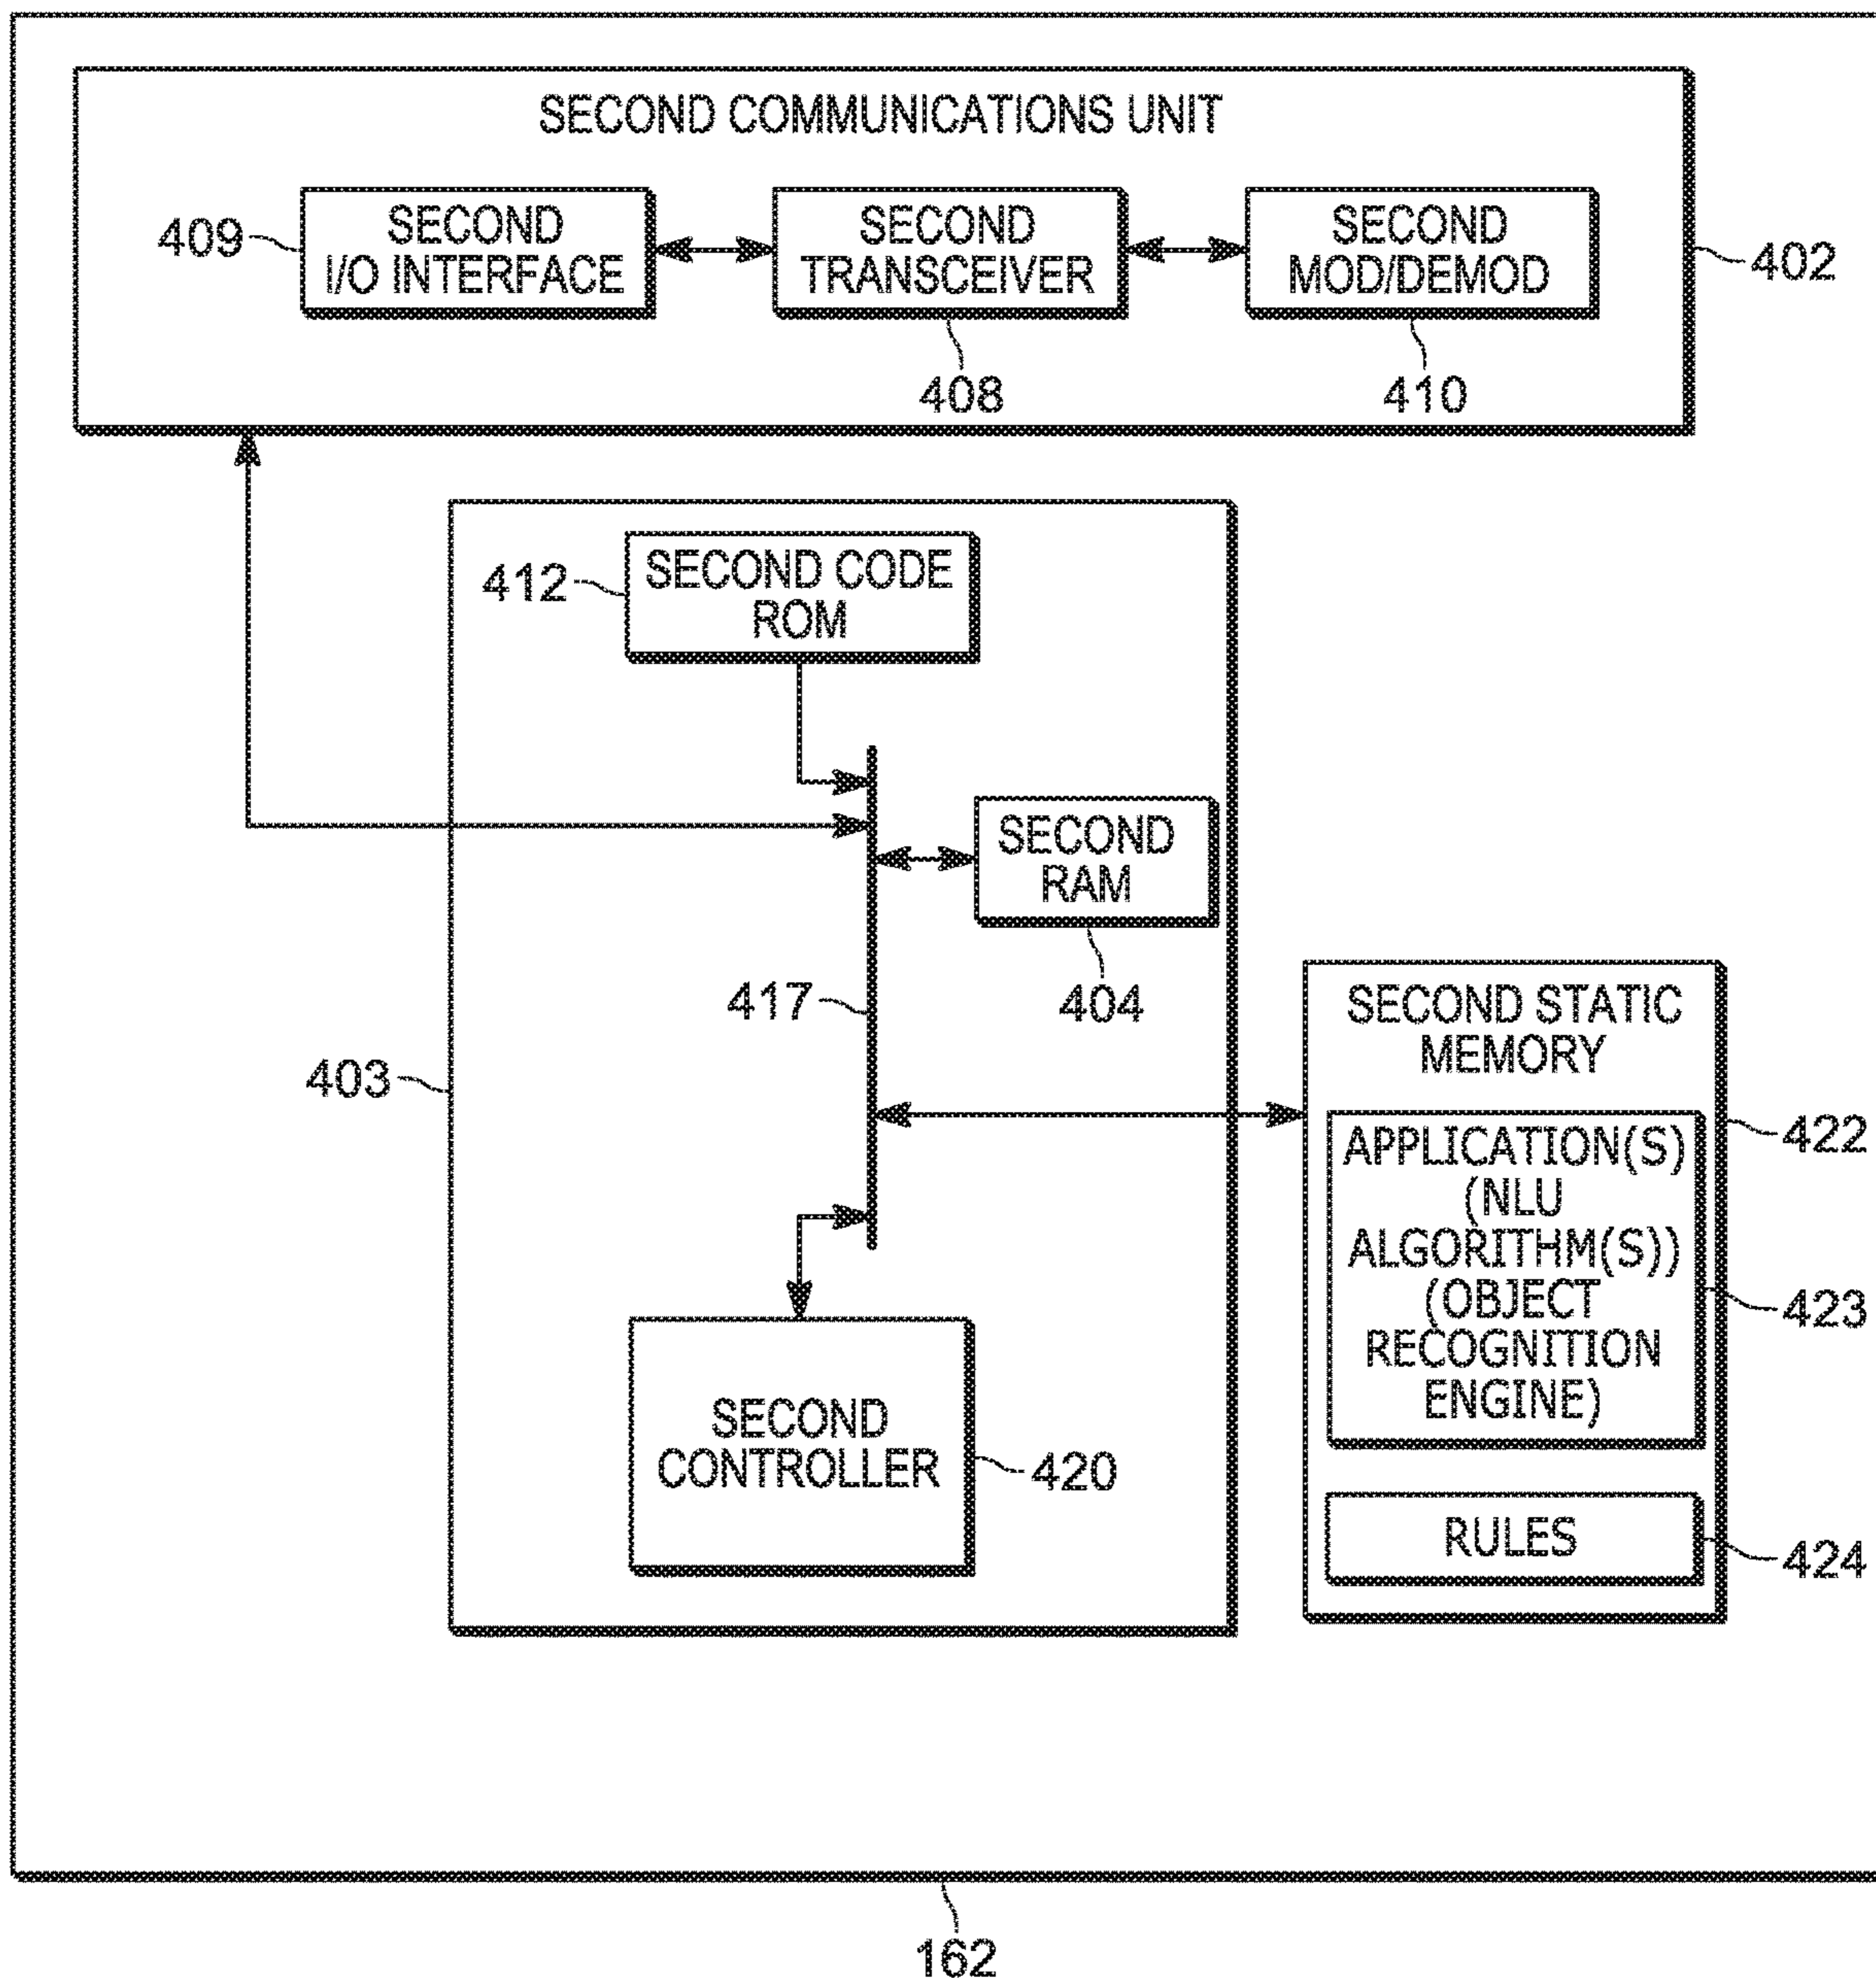 SECOND COMMUNICATIONS UNIT
409
SECOND
I/O INTERFACE
SECOND
TRANSCEIVER
SECOND
MOD/DEMOD
402
408
410
412
SECOND CODE
ROM
SECOND
RAM
404
417
403
SECOND STATIC
MEMORY
422
APPLICATION(S)
(NLU
ALGORITHM(S))
(OBJECT
RECOGNITION
ENGINE)
423
SECOND
CONTROLLER
420
RULES
424
162